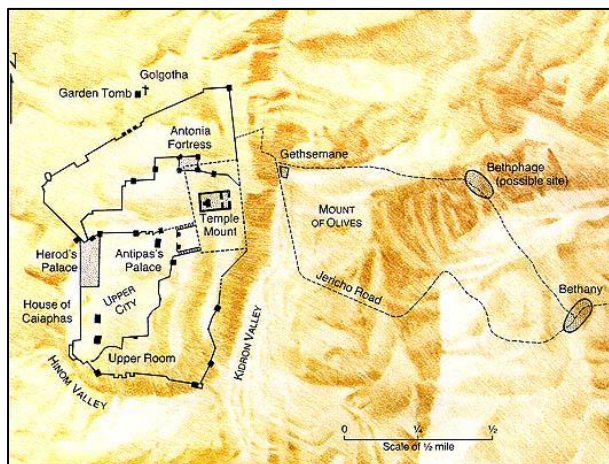 N
Golgotha
Garden Tomb
Antonia
Fortress
Gethsemane
Bethphage
(possible site)
MOUNT
OF OLIVES
Temple
Mount
Herod's
Palace
Antipas's
Palace
Jericho Road
Bethany
House of
Caiaphas
UPPER
CITY
Upper Room
HINOM VALLEY
KIDRON VALLEY
0 ¼ ½
Scale of ½ mile